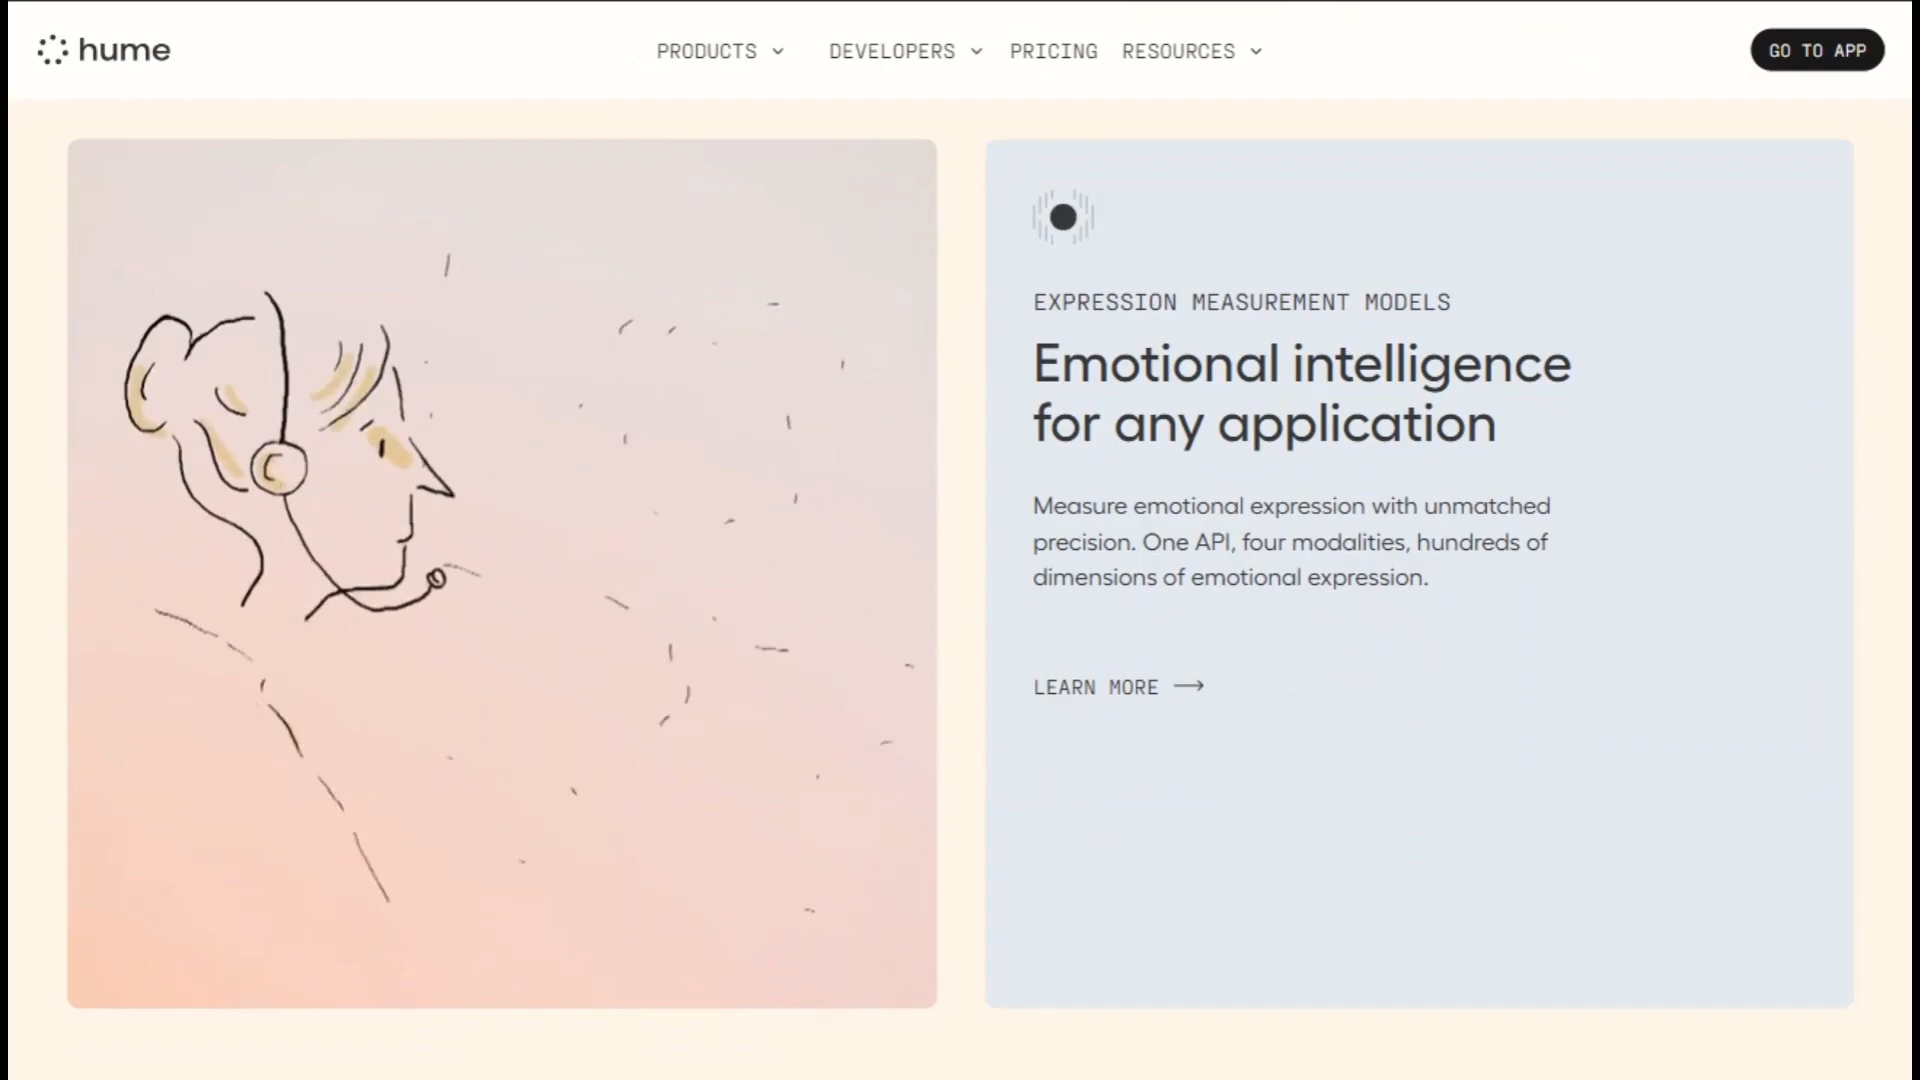 hume
PRODUCTS
DEVELOPERS
PRICING
RESOURCES
GO TO APP
EXPRESSION MEASUREMENT MODELS
Emotional intelligence
for any application
Measure emotional expression with unmatched
precision. One API, four modalities, hundreds of
dimensions of emotional expression.
LEARN MORE